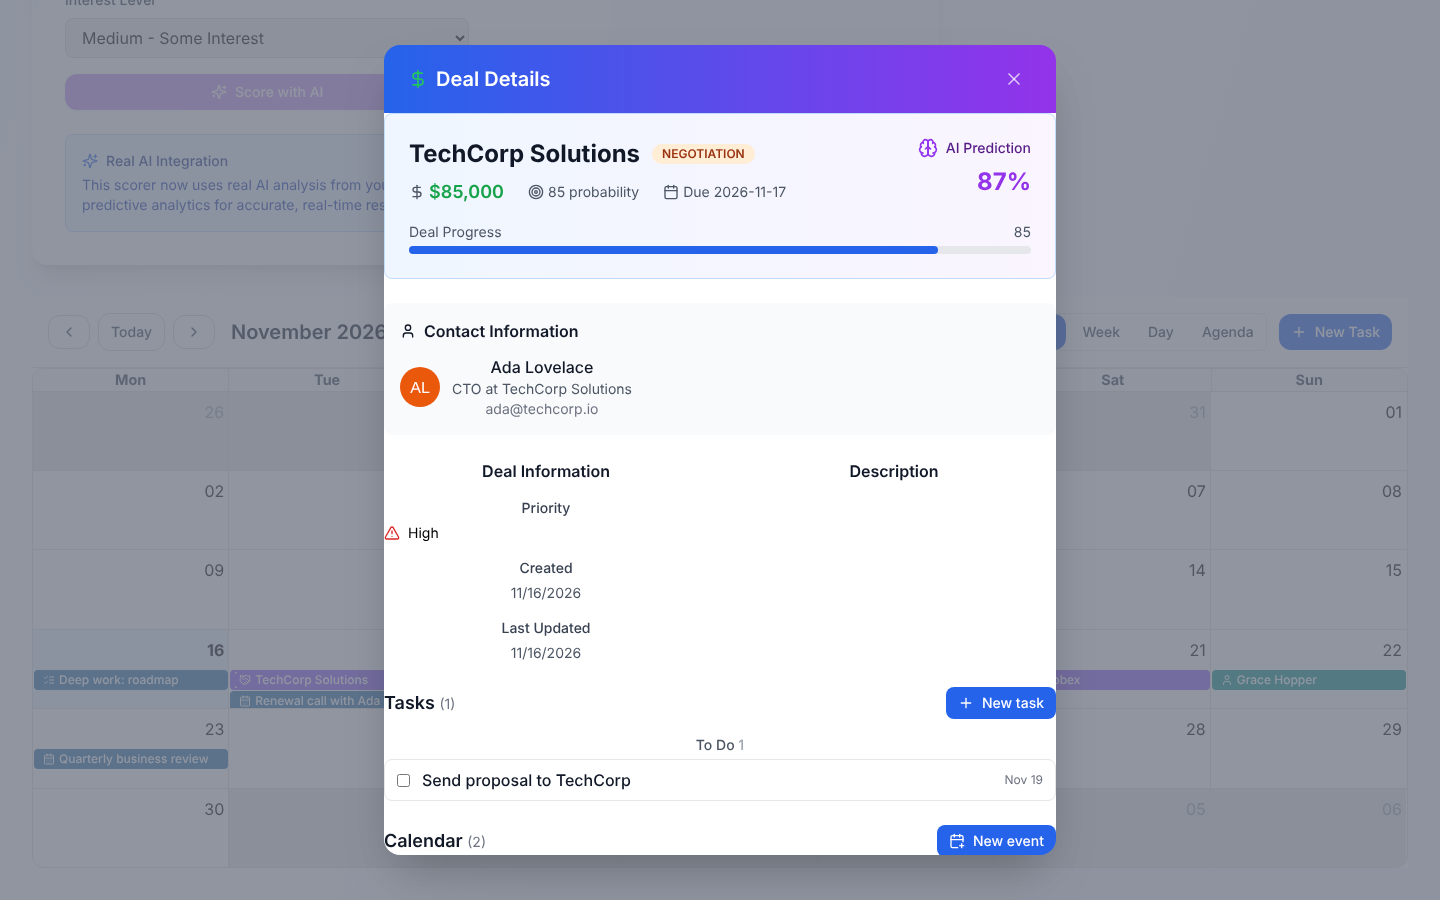 Interest Level
Medium - Some Interest
Score with AI
Real AI Integration
This scorer now uses real AI analysis from
predictive analytics for accurate, real-time
Deal Details
TechCorp Solutions NEGOTIATION
AI Prediction
87%
$85,000 85 probability Due 2026-11-17
Deal Progress 85
Contact Information
AL
Ada Lovelace
CTO at TechCorp Solutions
ada@techcorp.io
Deal Information
Priority
High
Created
11/16/2026
Last Updated
11/16/2026
Description
Tasks (1) New task
To Do 1
Send proposal to TechCorp Nov 19
Calendar (2) New event
Today November 2026 Week Day Agenda New Task
Mon Tue Sat Sun
26 31 01
02 07 08
09 14 15
16 21 22
Deep work: roadmap TechCorp Solutions Grace Hopper
Renewal call with Ada
23 28 29
Quarterly business review
30 05 06